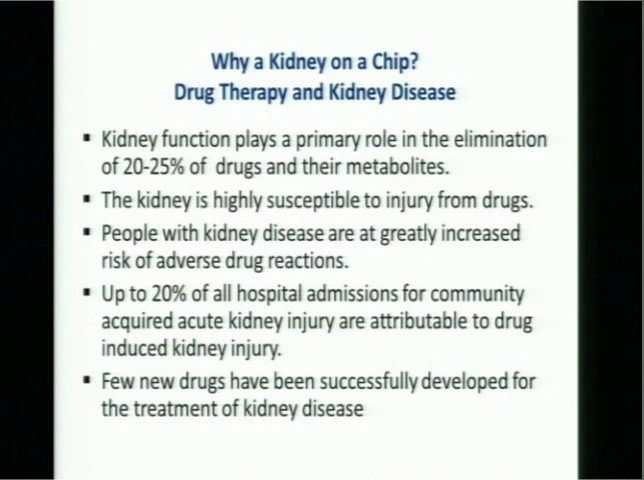 Why a Kidney on a Chip?
Drug Therapy and Kidney Disease
▪ Kidney function plays a primary role in the elimination
of 20-25% of drugs and their metabolites.
▪ The kidney is highly susceptible to injury from drugs.
▪ People with kidney disease are at greatly increased
risk of adverse drug reactions.
▪ Up to 20% of all hospital admissions for community
acquired acute kidney injury are attributable to drug
induced kidney injury.
▪ Few new drugs have been successfully developed for
the treatment of kidney disease